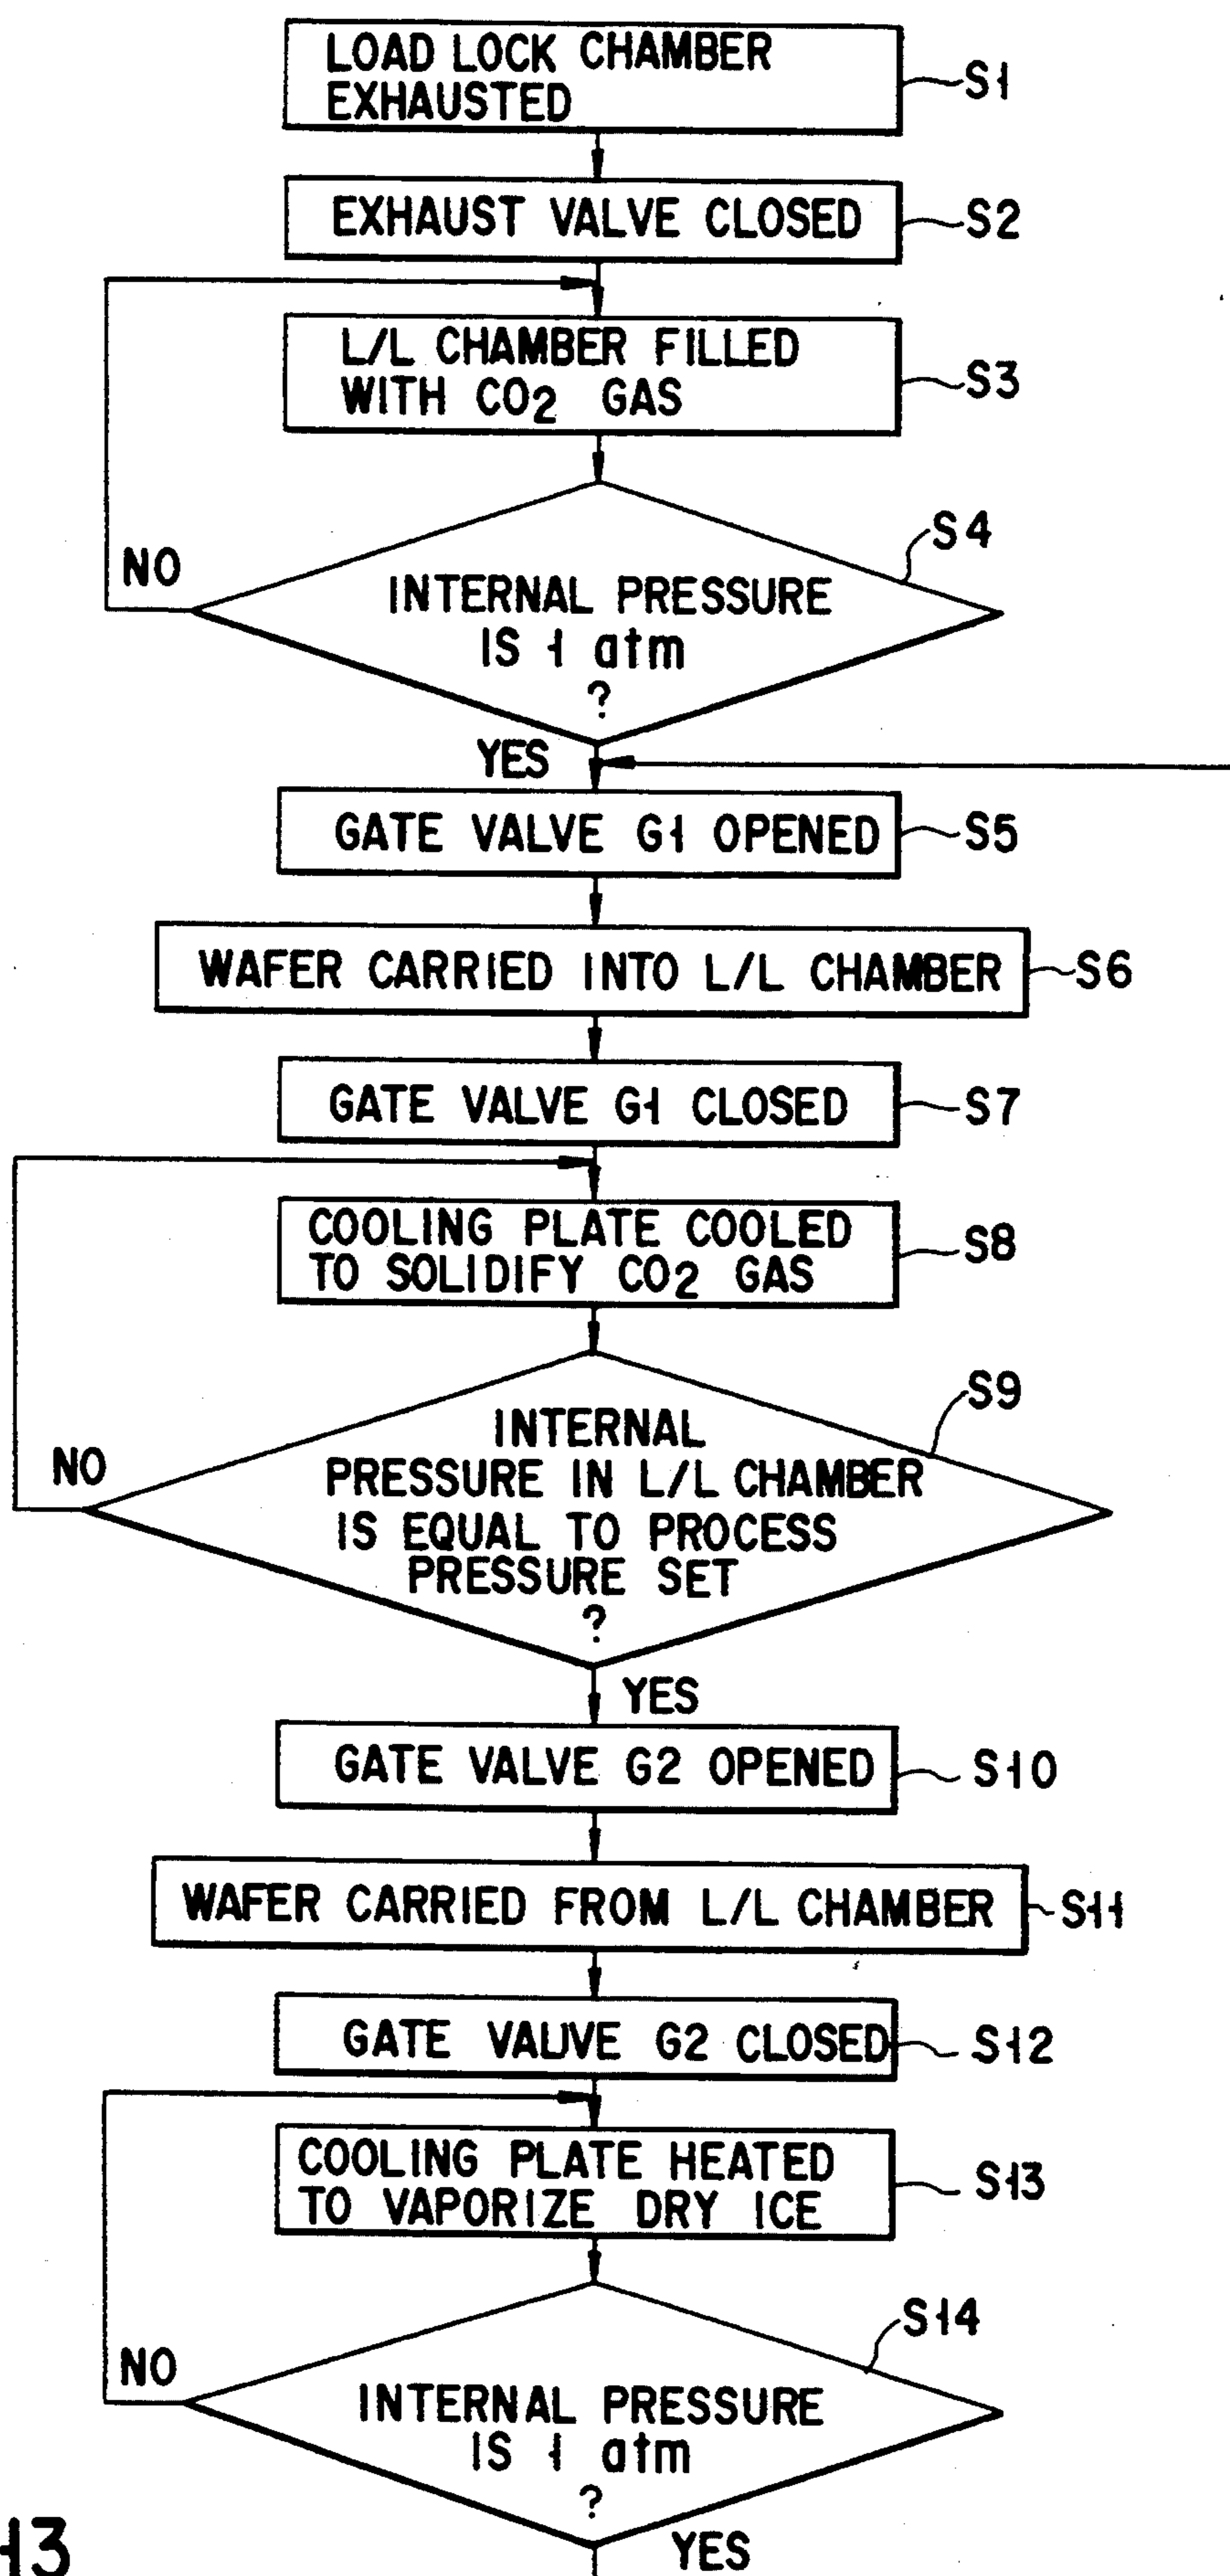 LOAD LOCK CHAMBER
EXHAUSTED
S1
EXHAUST VALVE CLOSED
S2
L/L CHAMBER FILLED
WITH CO2 GAS
S3
S4
NO
INTERNAL PRESSURE
IS 1 atm
?
YES
GATE VALVE G1 OPENED
S5
WAFER CARRIED INTO L/L CHAMBER
S6
GATE VALVE G1 CLOSED
S7
COOLING PLATE COOLED
TO SOLIDIFY CO2 GAS
S8
S9
NO
INTERNAL
PRESSURE IN L/L CHAMBER
IS EQUAL TO PROCESS
PRESSURE SET
?
YES
GATE VALVE G2 OPENED
S10
WAFER CARRIED FROM L/L CHAMBER
S11
GATE VALVE G2 CLOSED
S12
COOLING PLATE HEATED
TO VAPORIZE DRY ICE
S13
S14
NO
INTERNAL PRESSURE
IS 1 atm
?
YES
13